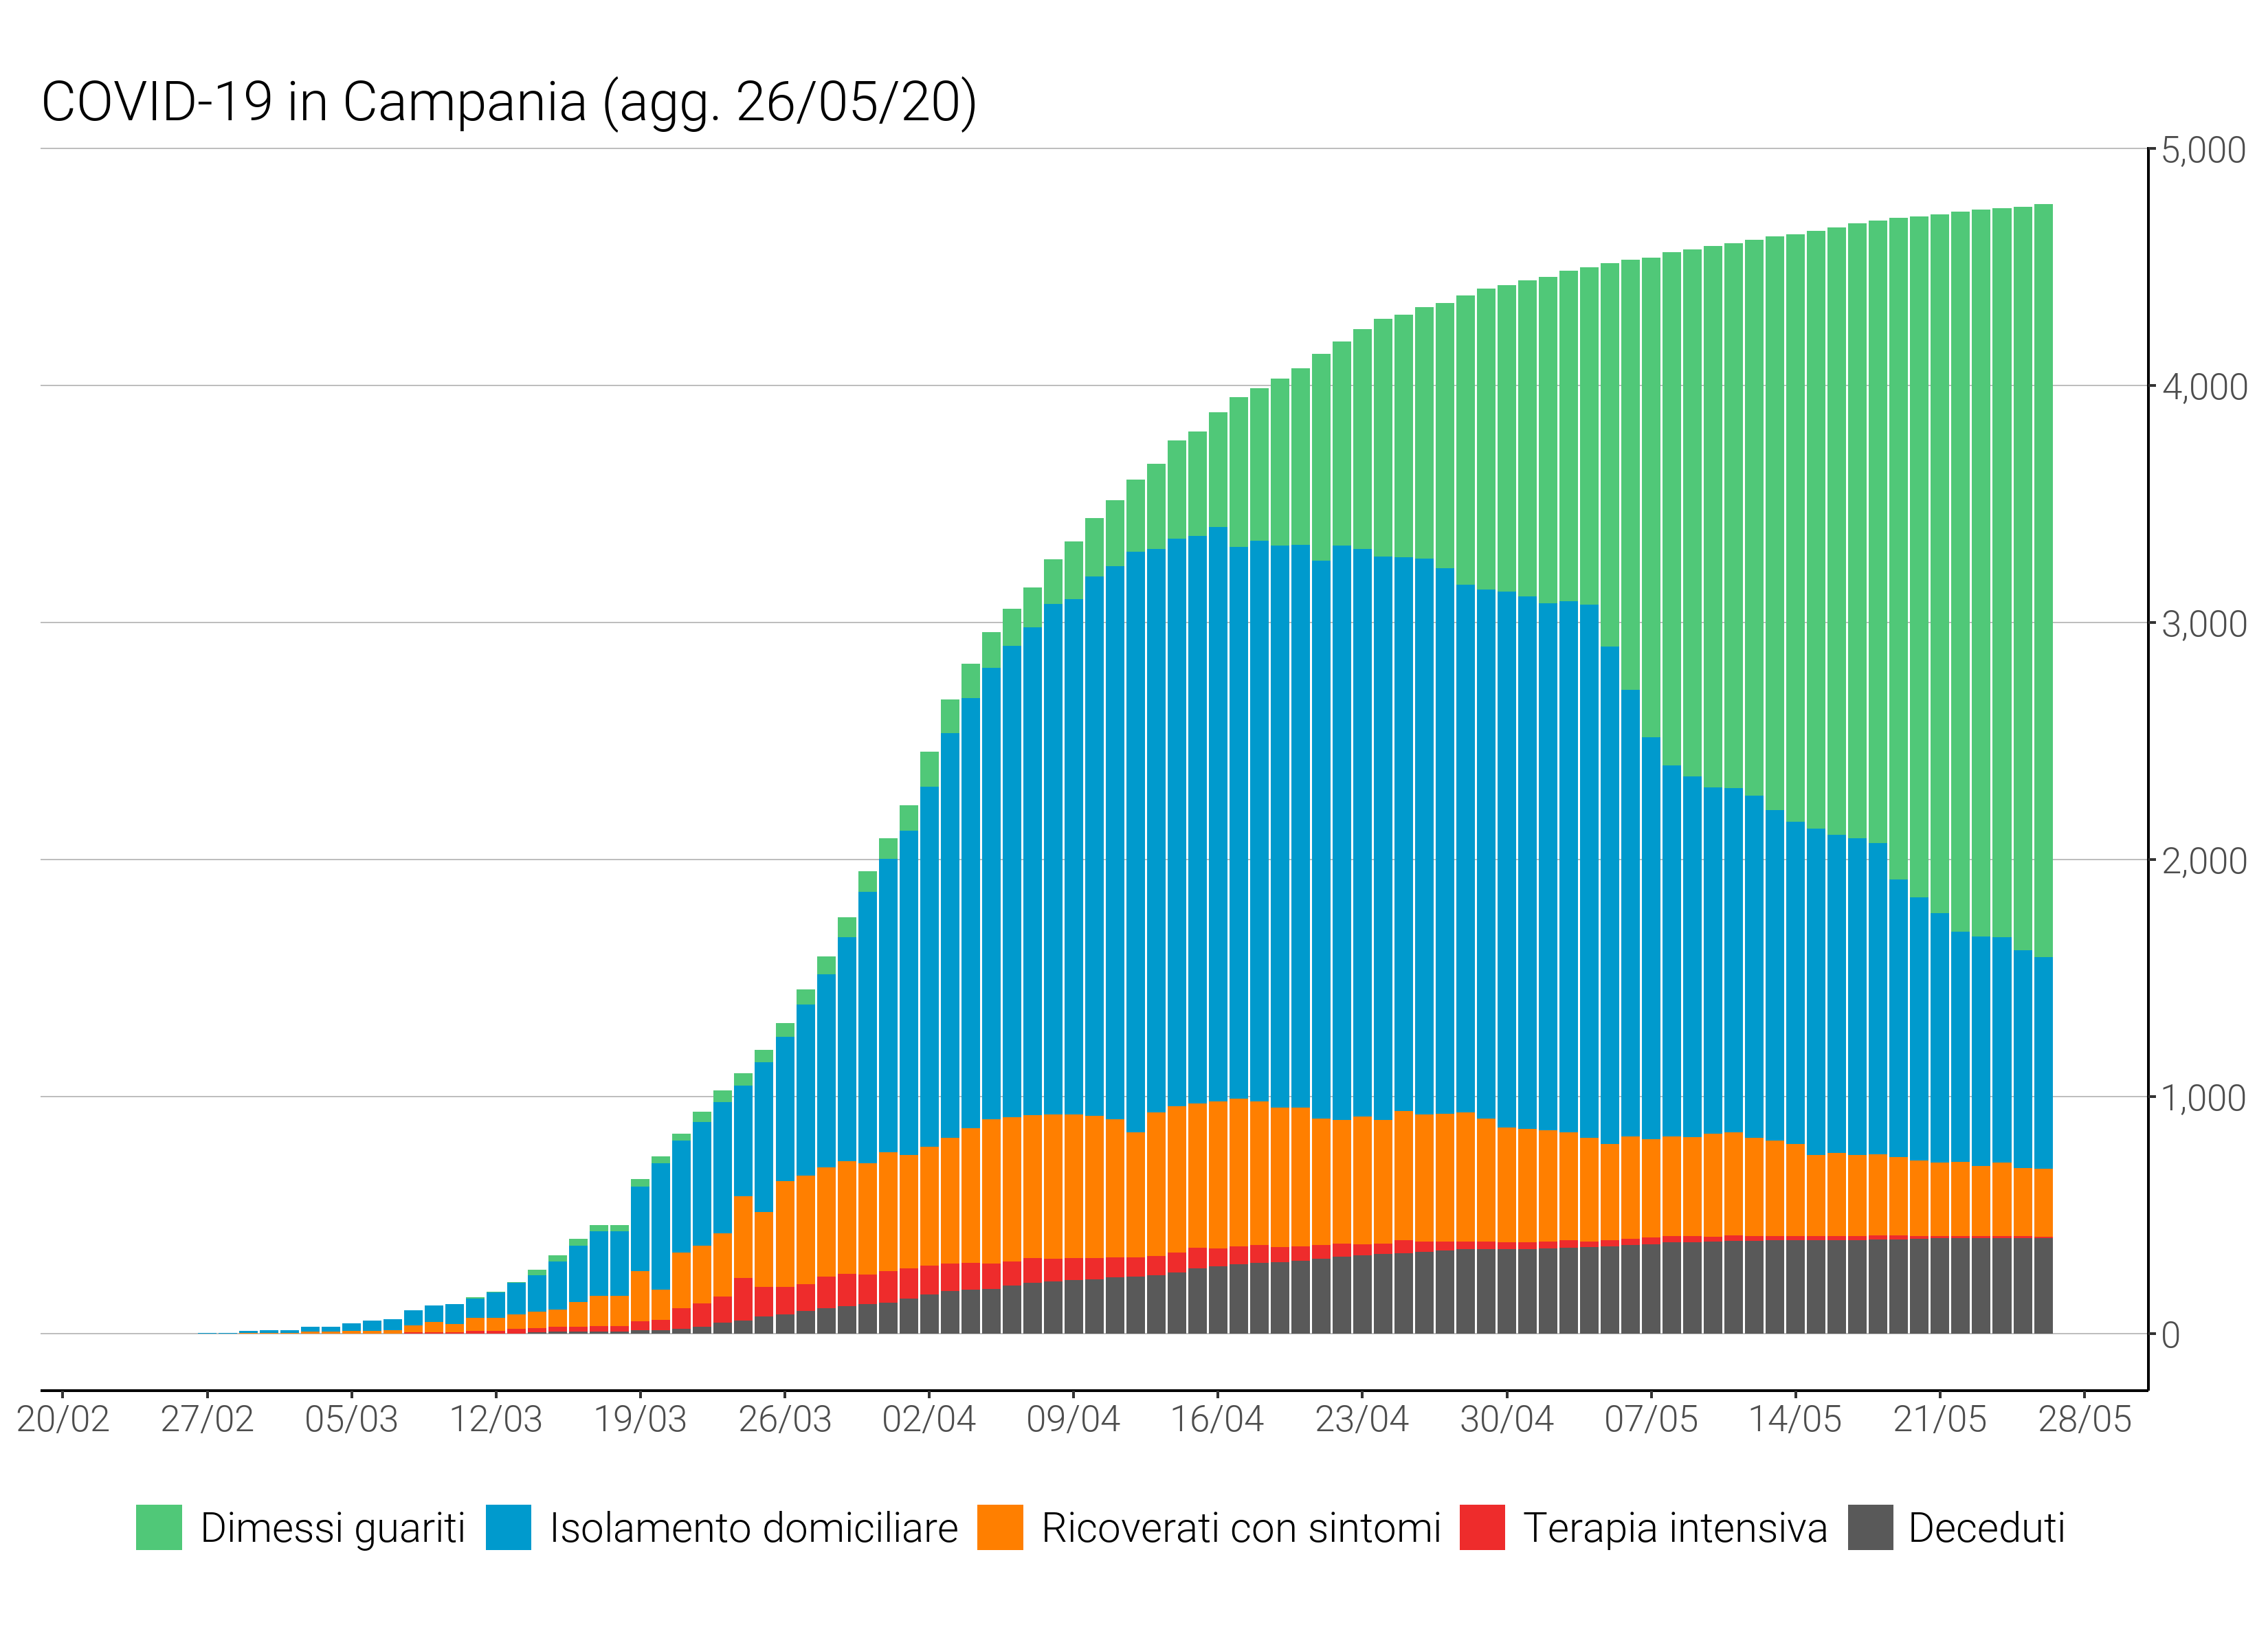 COVID-19 in Campania (agg. 26/05/20)
5,000
4,000
3,000
2,000
1,000
0
20/02 27/02 05/03 12/03 19/03 26/03 02/04 09/04 16/04 23/04 30/04 07/05 14/05 21/05 28/05
Dimessi guariti Isolamento domiciliare Ricoverati con sintomi Terapia intensiva Deceduti